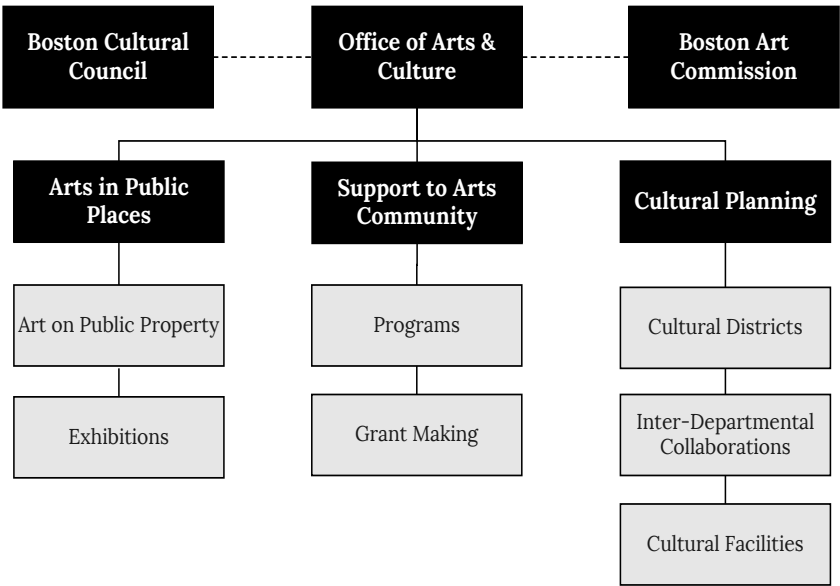 Boston Cultural
Council
Office of Arts &
Culture
Boston Art
Commission
Arts in Public
Places
Support to Arts
Community
Cultural Planning
Art on Public Property
Programs
Cultural Districts
Exhibitions
Grant Making
Inter-Departmental
Collaborations
Cultural Facilities